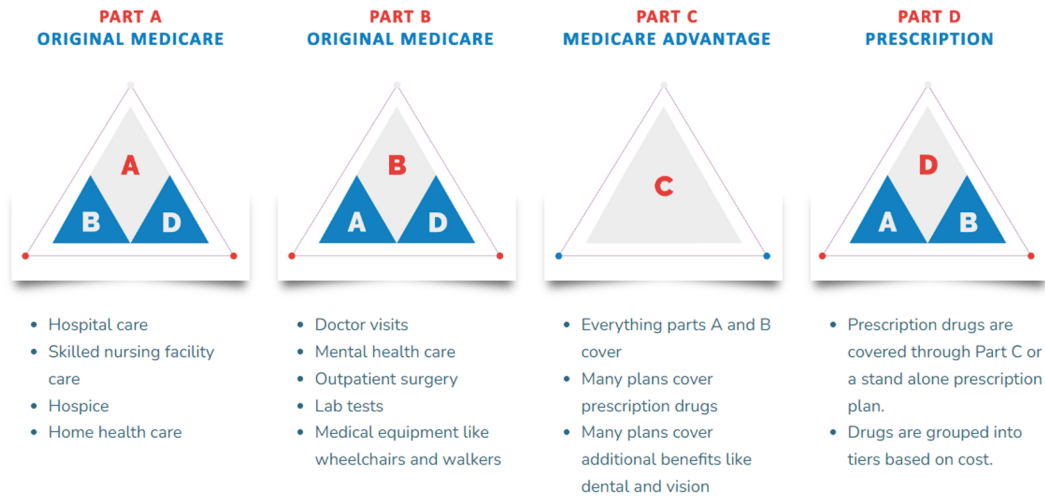 PART A
ORIGINAL MEDICARE
A
B D
Hospital care
Skilled nursing facility
care
Hospice
Home health care
PART B
ORIGINAL MEDICARE
B
A D
Doctor visits
Mental health care
Outpatient surgery
Lab tests
Medical equipment like
wheelchairs and walkers
PART C
MEDICARE ADVANTAGE
C
Everything parts A and B
cover
Many plans cover
prescription drugs
Many plans cover
additional benefits like
dental and vision
PART D
PRESCRIPTION
D
A B
Prescription drugs are
covered through Part C or
a stand alone prescription
plan.
Drugs are grouped into
tiers based on cost.